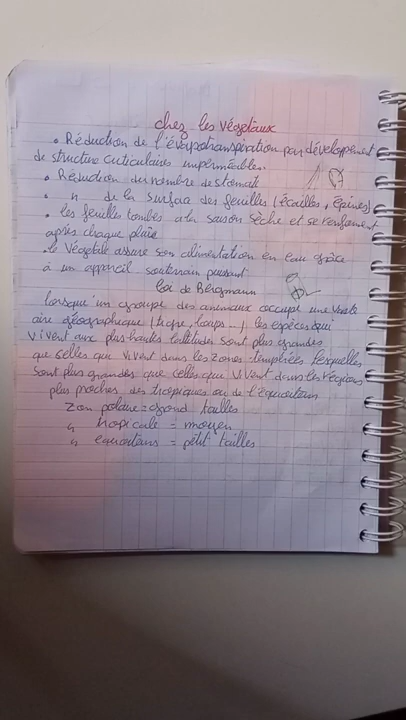 chez les végétaux
• Réduction de l'évapotranspiration par développement
de structure cuticulaires imperméables.
• Réduction du nombre de stomate
• 〃 de la surface des feuilles (écailles, épines)
• les feuilles tombés a la saison sèche et se renforment
après chaque pluie
• le végétale assure son alimentation en eau grâce
à un appareil souterrain puissant
loi de Bergmann
lorsque un groupe des animaux occupe une vaste
aire géographique (tigre, loups...) les espèces qui
vivent aux plus hautes latitudes sont plus grandes
que celles qui vivent dans les zones tempérées lesquelles
sont plus grandes que celles qui vivent dans les régions
plus proches des tropiques ou de l'équateur
zon polaire = grond tailles
↳ tropicale = moyen
↳ equateurs = petit tailles